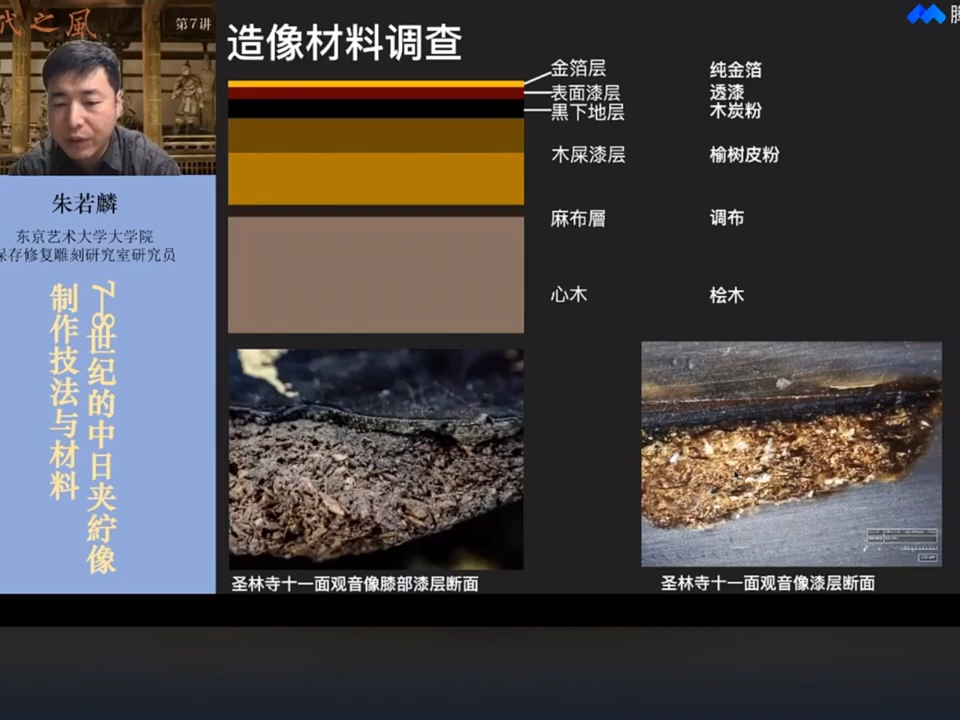 代之風
第7讲
朱若麟
东京艺术大学大学院
保存修复雕刻研究室研究员
7-8世纪的中日夹紵像
制作技法与材料
造像材料调查
金箔层 纯金箔
表面漆层 透漆
黒下地层 木炭粉
木屎漆层 榆树皮粉
麻布層 调布
心木 桧木
圣林寺十一面观音像膝部漆层断面
圣林寺十一面观音像漆层断面
腾